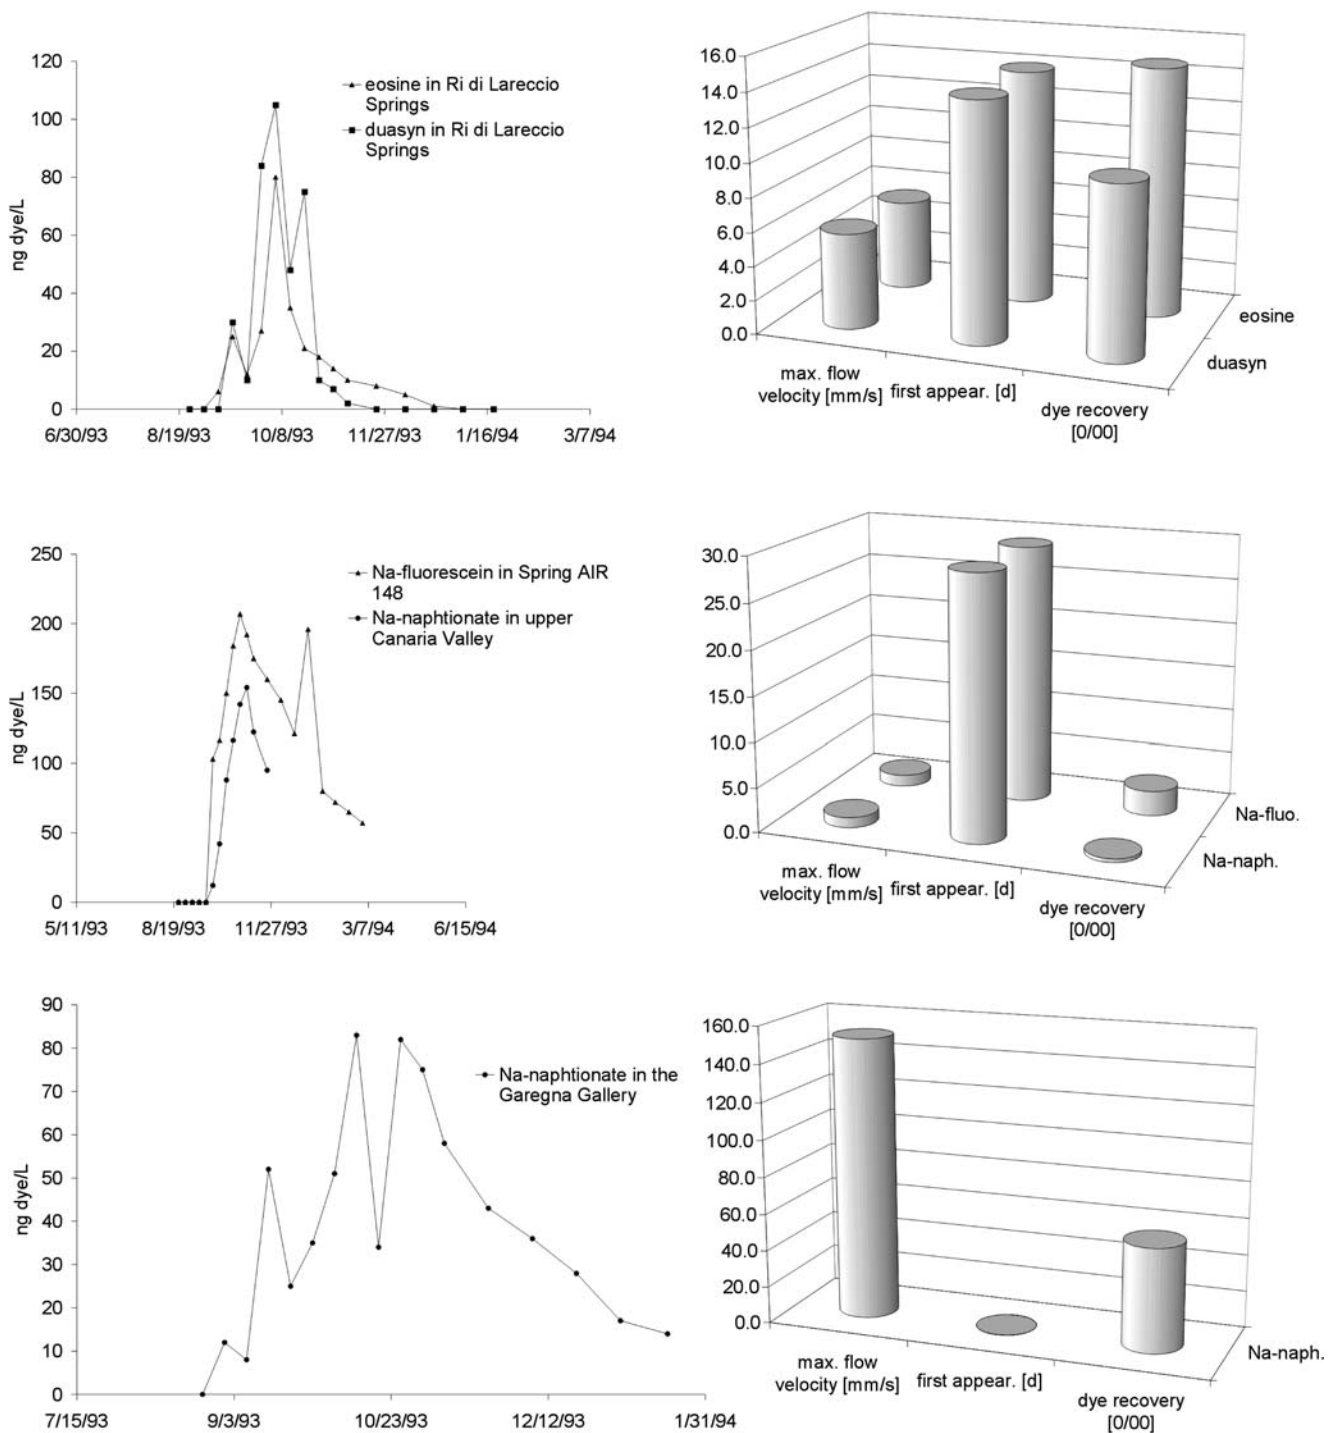 120
100
80
60
40
20
0
ng dye/L
6/30/93
8/19/93
10/8/93
11/27/93
1/16/94
3/7/94
eosine in Ri di Lareccio
Springs
duasyn in Ri di Lareccio
Springs
16.0
14.0
12.0
10.0
8.0
6.0
4.0
2.0
0.0
max. flow
velocity [mm/s]
first appear. [d]
dye recovery
[0/00]
eosine
duasyn
250
200
150
100
50
0
ng dye/L
5/11/93
8/19/93
11/27/93
3/7/94
6/15/94
Na-fluorescein in Spring AIR
148
Na-naphtionate in upper
Canaria Valley
30.0
25.0
20.0
15.0
10.0
5.0
0.0
max. flow
velocity [mm/s]
first appear. [d]
dye recovery
[0/00]
Na-fluo.
Na-naph.
90
80
70
60
50
40
30
20
10
0
ng dye/L
7/15/93
9/3/93
10/23/93
12/12/93
1/31/94
Na-naphtionate in the
Garegna Gallery
160.0
140.0
120.0
100.0
80.0
60.0
40.0
20.0
0.0
max. flow
velocity [mm/s]
first appear. [d]
dye recovery
[0/00]
Na-naph.